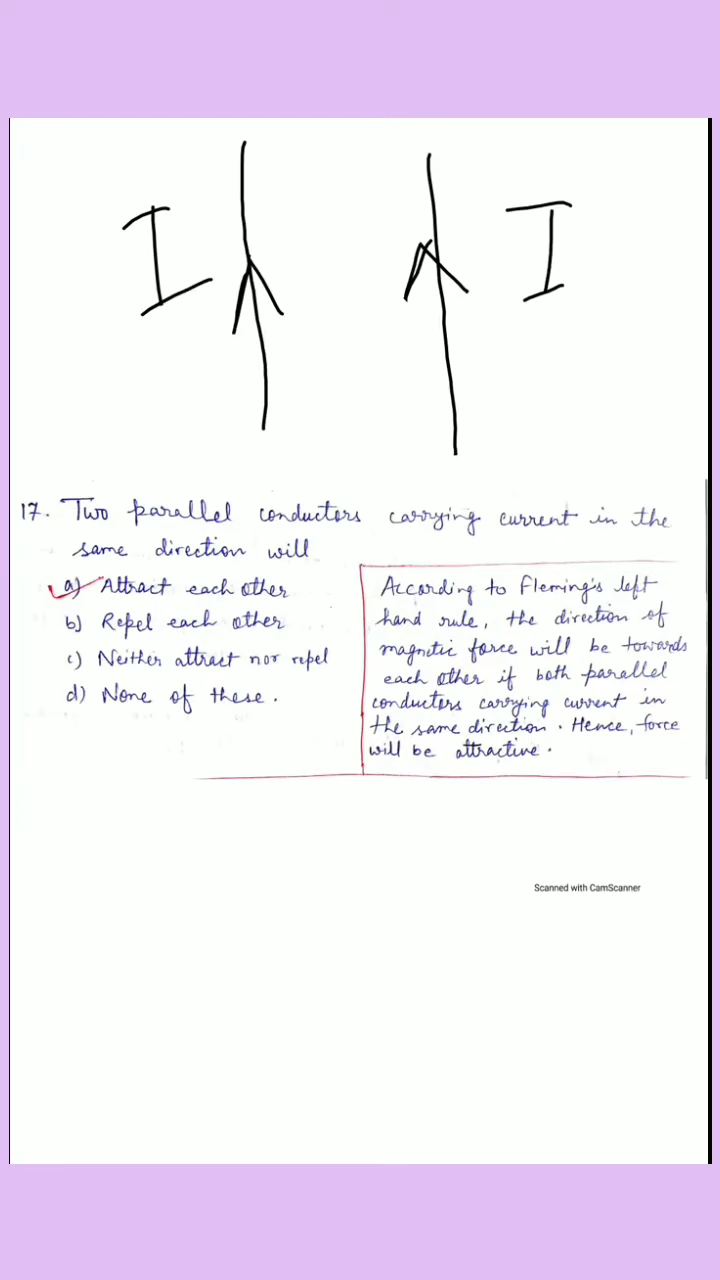 I I
17. Two parallel conductors carrying current in the
same direction will
a) Attract each other
b) Repel each other
c) Neither attract nor repel
d) None of these.
According to Fleming's left
hand rule, the direction of
magnetic force will be towards
each other if both parallel
conductors carrying current in
the same direction. Hence, force
will be attractive.
Scanned with CamScanner